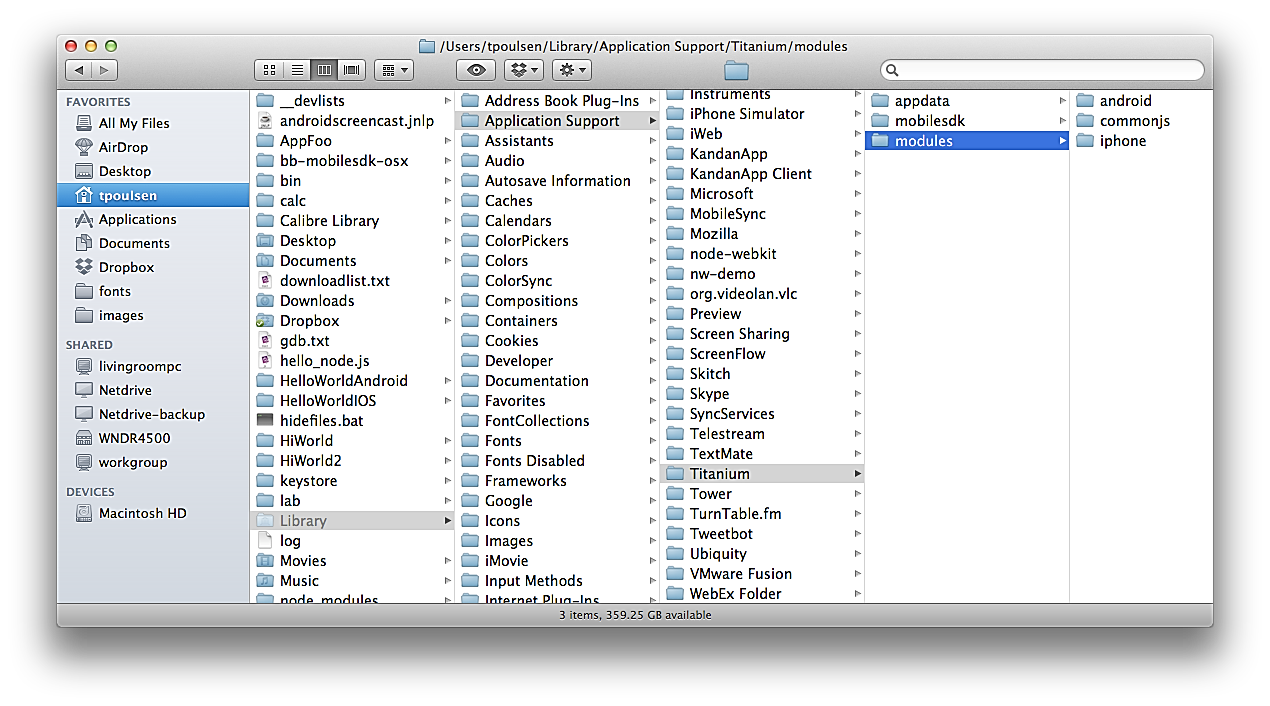 /Users/tpoulsen/Library/Application Support/Titanium/modules
FAVORITES
All My Files
AirDrop
Desktop
tpoulsen
Applications
Documents
Dropbox
fonts
images
SHARED
livingroompc
Netdrive
Netdrive-backup
WNDR4500
workgroup
DEVICES
Macintosh HD
__devlists
androidscreencast.jnlp
AppFoo
bb-mobilesdk-osx
bin
calc
Calibre Library
Desktop
Documents
downloadlist.txt
Downloads
Dropbox
gdb.txt
hello_node.js
HelloWorldAndroid
HelloWorldIOS
hidefiles.bat
HiWorld
HiWorld2
keystore
lab
Library
log
Movies
Music
node_modules
Address Book Plug-Ins
Application Support
Assistants
Audio
Autosave Information
Caches
Calendars
ColorPickers
Colors
ColorSync
Compositions
Containers
Cookies
Developer
Documentation
Favorites
FontCollections
Fonts
Fonts Disabled
Frameworks
Google
Icons
Images
iMovie
Input Methods
Internet Plug-Ins
Instruments
iPhone Simulator
iWeb
KandanApp
KandanApp Client
Microsoft
MobileSync
Mozilla
node-webkit
nw-demo
org.videolan.vlc
Preview
Screen Sharing
ScreenFlow
Skitch
Skype
SyncServices
Telestream
TextMate
Titanium
Tower
TurnTable.fm
Tweetbot
Ubiquity
VMware Fusion
WebEx Folder
appdata
mobilesdk
modules
android
commonjs
iphone
3 items, 359.25 GB available